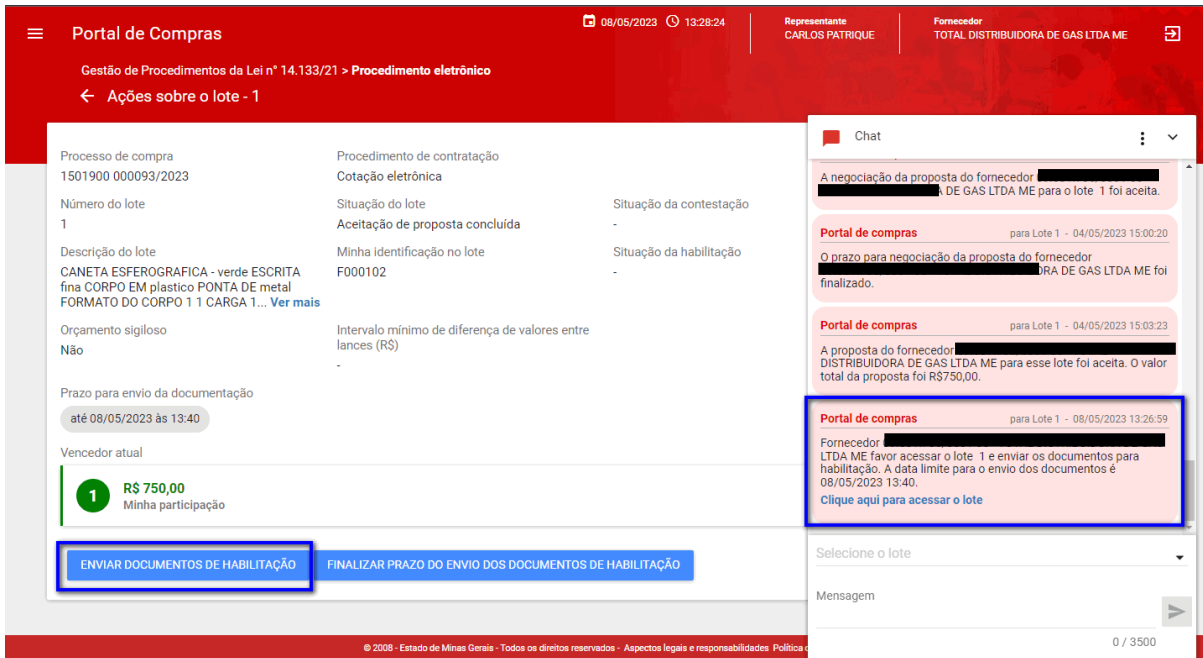 Portal de Compras
08/05/2023 13:28:24
Representante
CARLOS PATRIQUE
Fornecedor
TOTAL DISTRIBUIDORA DE GAS LTDA ME
Gestão de Procedimentos da Lei n° 14.133/21 > Procedimento eletrônico
Ações sobre o lote - 1
Processo de compra
1501900 000093/2023
Procedimento de contratação
Cotação eletrônica
Número do lote
1
Situação do lote
Aceitação de proposta concluída
Situação da contestação
-
Descrição do lote
CANETA ESFEROGRAFICA - verde ESCRITA
fina CORPO EM plastico PONTA DE metal
FORMATO DO CORPO 1 1 CARGA 1... Ver mais
Minha identificação no lote
F000102
Situação da habilitação
-
Orçamento sigiloso
Não
Intervalo mínimo de diferença de valores entre
lances (R$)
-
Prazo para envio da documentação
até 08/05/2023 às 13:40
Vencedor atual
1
R$ 750,00
Minha participação
ENVIAR DOCUMENTOS DE HABILITAÇÃO
FINALIZAR PRAZO DO ENVIO DOS DOCUMENTOS DE HABILITAÇÃO
Chat
A negociação da proposta do fornecedor
DE GAS LTDA ME para o lote 1 foi aceita.
Portal de compras para Lote 1 - 04/05/2023 15:00:20
O prazo para negociação da proposta do fornecedor
DE GAS LTDA ME foi
finalizado.
Portal de compras para Lote 1 - 04/05/2023 15:03:23
A proposta do fornecedor
DISTRIBUIDORA DE GAS LTDA ME para esse lote foi aceita. O valor
total da proposta foi R$750,00.
Portal de compras para Lote 1 - 08/05/2023 13:26:59
Fornecedor
LTDA ME favor acessar o lote 1 e enviar os documentos para
habilitação. A data limite para o envio dos documentos é
08/05/2023 13:40.
Clique aqui para acessar o lote
Selecione o lote
Mensagem
0 / 3500
© 2008 - Estado de Minas Gerais - Todos os direitos reservados - Aspectos legais e responsabilidades Política